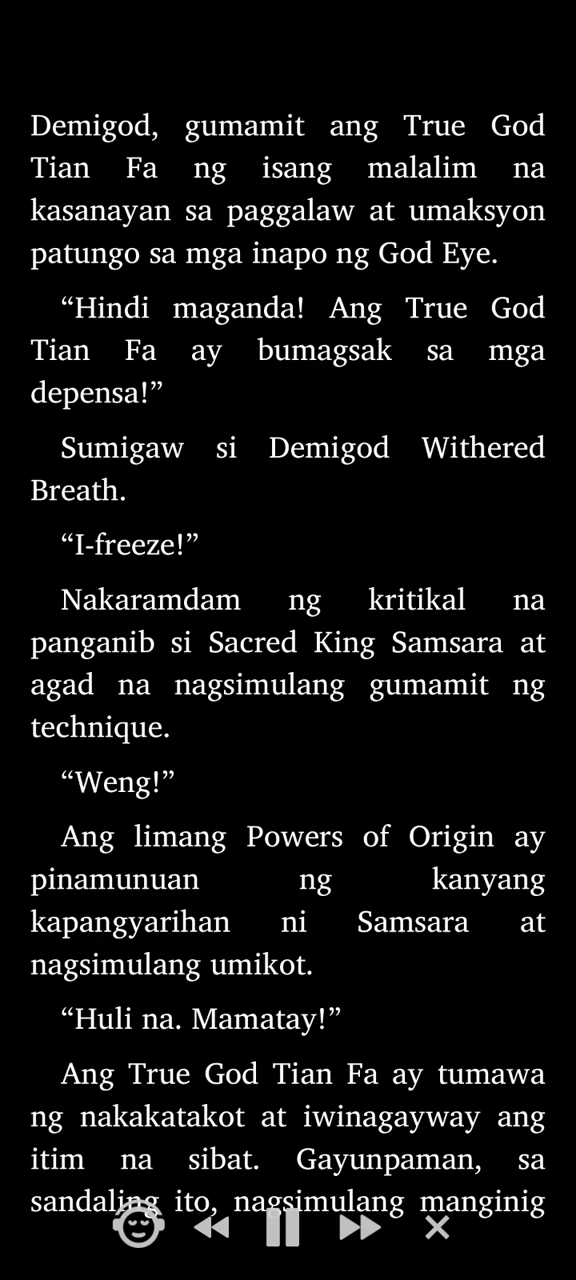 Demigod, gumamit ang True God
Tian Fa ng isang malalim na
kasanayan sa paggalaw at umaksyon
patungo sa mga inapo ng God Eye.
“Hindi maganda! Ang True God
Tian Fa ay bumagsak sa mga
depensa!”
Sumigaw si Demigod Withered
Breath.
“I-freeze!”
Nakaramdam ng kritikal na
panganib si Sacred King Samsara at
agad na nagsimulang gumamit ng
technique.
“Weng!”
Ang limang Powers of Origin ay
pinamunuan ng kanyang
kapangyarihan ni Samsara at
nagsimulang umikot.
“Huli na. Mamatay!”
Ang True God Tian Fa ay tumawa
ng nakakatakot at iwinagayway ang
itim na sibat. Gayunpaman, sa
sandaling ito, nagsimulang manginig